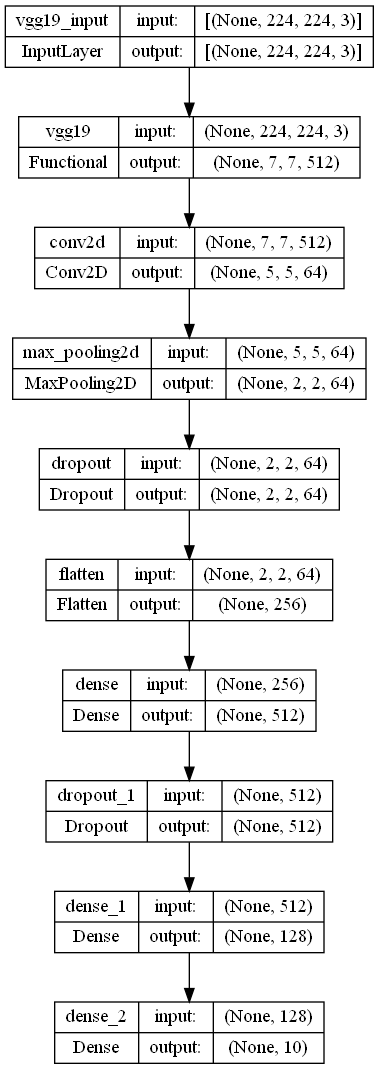 vgg19_input input: [(None, 224, 224, 3)]
InputLayer output: [(None, 224, 224, 3)]
vgg19 input: (None, 224, 224, 3)
Functional output: (None, 7, 7, 512)
conv2d input: (None, 7, 7, 512)
Conv2D output: (None, 5, 5, 64)
max_pooling2d input: (None, 5, 5, 64)
MaxPooling2D output: (None, 2, 2, 64)
dropout input: (None, 2, 2, 64)
Dropout output: (None, 2, 2, 64)
flatten input: (None, 2, 2, 64)
Flatten output: (None, 256)
dense input: (None, 256)
Dense output: (None, 512)
dropout_1 input: (None, 512)
Dropout output: (None, 512)
dense_1 input: (None, 512)
Dense output: (None, 128)
dense_2 input: (None, 128)
Dense output: (None, 10)